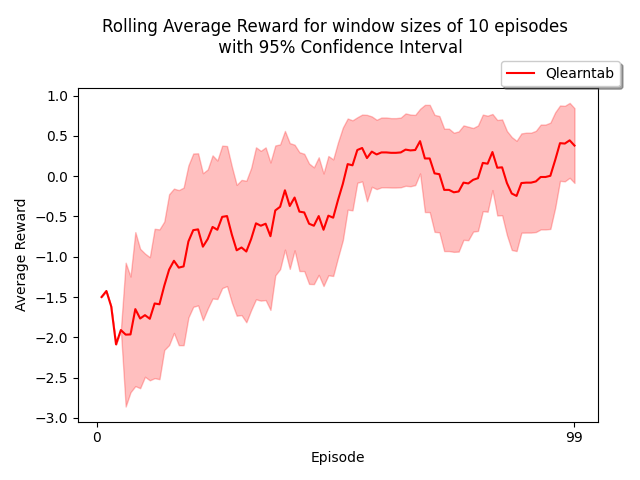 Rolling Average Reward for window sizes of 10 episodes
with 95% Confidence Interval
Qlearntab
1.0
0.5
0.0
−0.5
−1.0
−1.5
−2.0
−2.5
−3.0
Average Reward
0
99
Episode